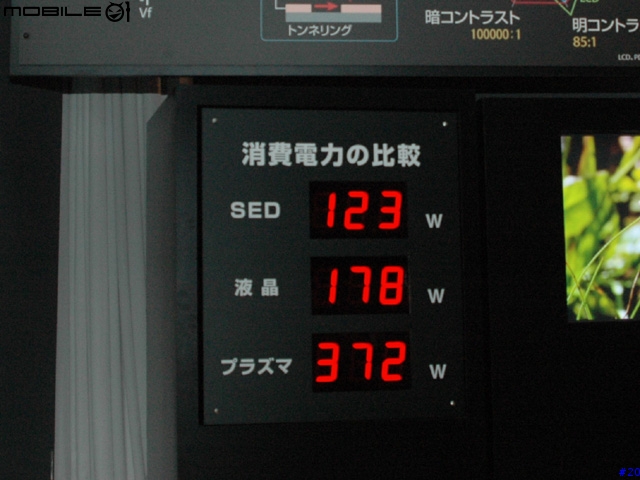 MOBILE01
Vf
トンネリング
暗コントラスト
100000:1
明コントラ
85:1
消費電力の比較
SED 123 W
液晶 178 W
プラズマ 372 W
#20